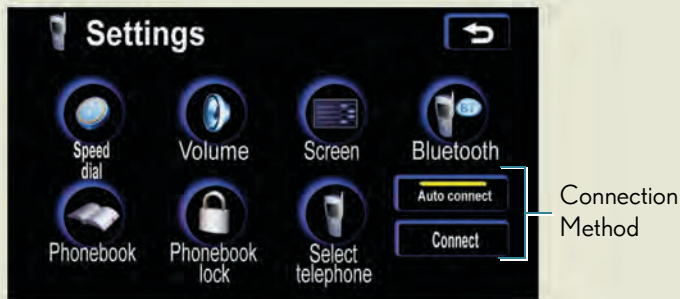 Settings
Speed
dial
Volume
Screen
BT
Bluetooth
Auto connect
Connect
Phonebook
Phonebook
lock
Select
telephone
Connection
Method